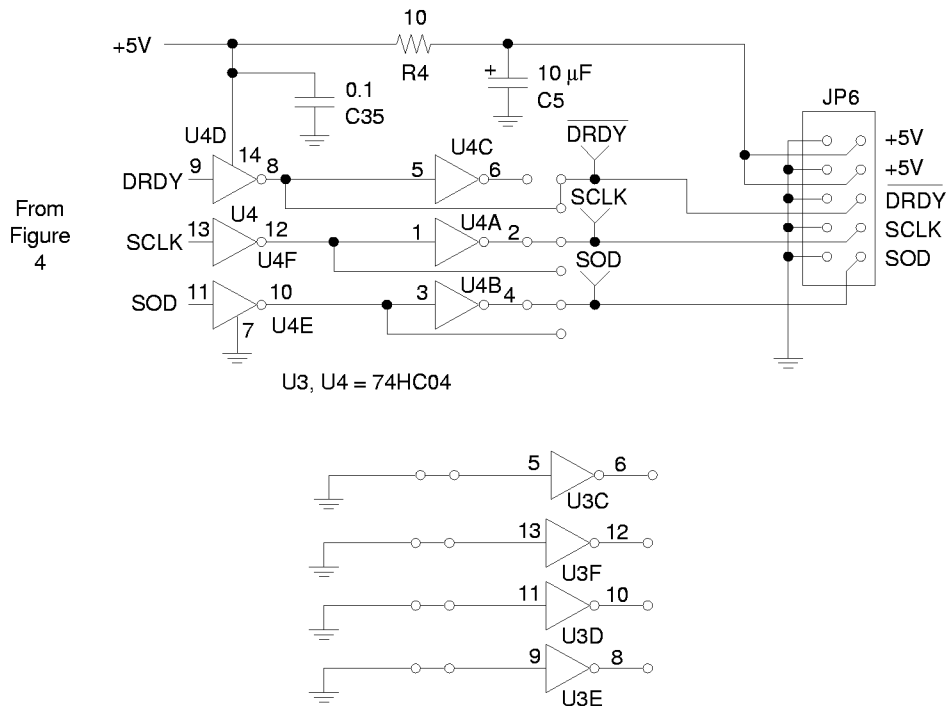 10
+5V
R4
+
10 µF
C5
0.1
C35
JP6
U4D
14
9
8
DRDY
U4C
5
6
DRDY
+5V
+5V
SCLK
DRDY
From
Figure
4
U4
13
12
SCLK
U4F
U4A
1
2
SCLK
SOD
SOD
11
10
SOD
U4E
7
U4B
3
4
U3, U4 = 74HC04
5
6
U3C
13
12
U3F
11
10
U3D
9
8
U3E